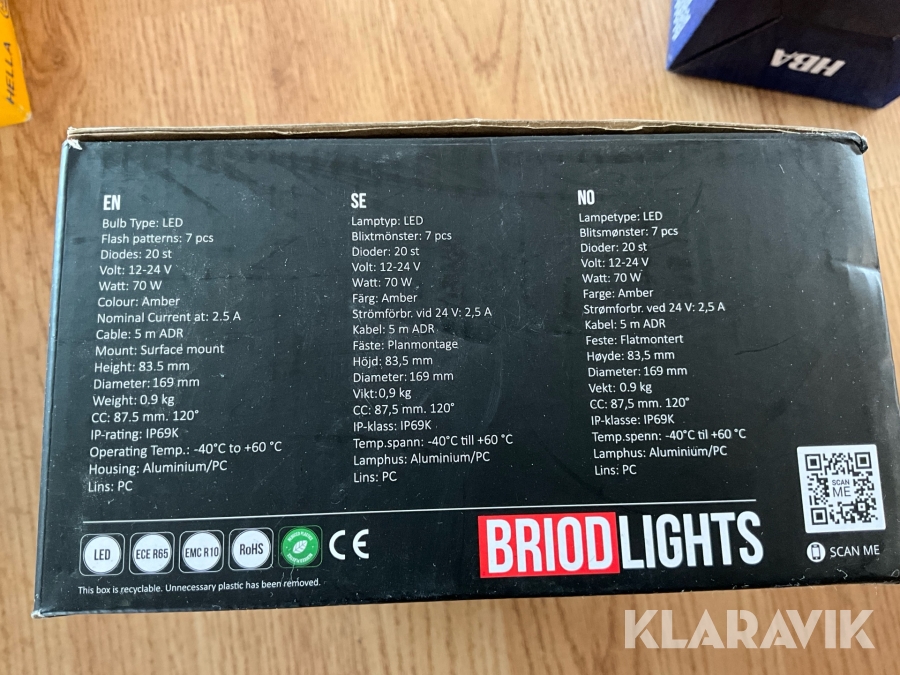 HELLA
HBA
EN
Bulb Type: LED
Flash patterns: 7 pcs
Diodes: 20 st
Volt: 12-24 V
Watt: 70 W
Colour: Amber
Nominal Current at: 2.5 A
Cable: 5 m ADR
Mount: Surface mount
Height: 83.5 mm
Diameter: 169 mm
Weight: 0.9 kg
CC: 87.5 mm. 120°
IP-rating: IP69K
Operating Temp.: -40°C to +60 °C
Housing: Aluminium/PC
Lins: PC
SE
Lamptyp: LED
Blixtmönster: 7 pcs
Dioder: 20 st
Volt: 12-24 V
Watt: 70 W
Färg: Amber
Strömförbr. vid 24 V: 2,5 A
Kabel: 5 m ADR
Fäste: Planmontage
Höjd: 83,5 mm
Diameter: 169 mm
Vikt:0,9 kg
CC: 87,5 mm. 120°
IP-klass: IP69K
Temp.spann: -40°C till +60 °C
Lamphus: Aluminium/PC
Lins: PC
NO
Lampetype: LED
Blitsmønster: 7 pcs
Dioder: 20 st
Volt: 12-24 V
Watt: 70 W
Farge: Amber
Strømforbr. ved 24 V: 2,5 A
Kabel: 5 m ADR
Feste: Flatmontert
Høyde: 83,5 mm
Diameter: 169 mm
Vekt: 0.9 kg
CC: 87,5 mm. 120°
IP-klasse: IP69K
Temp.spenn: -40°C til +60 °C
Lamphus: Aluminium/PC
Lins: PC
SCAN
ME
SCAN ME
LED
ECE R65
EMC R10
RoHS
CE
BRIODLIGHTS
This box is recyclable. Unnecessary plastic has been removed.
KLARAVIK